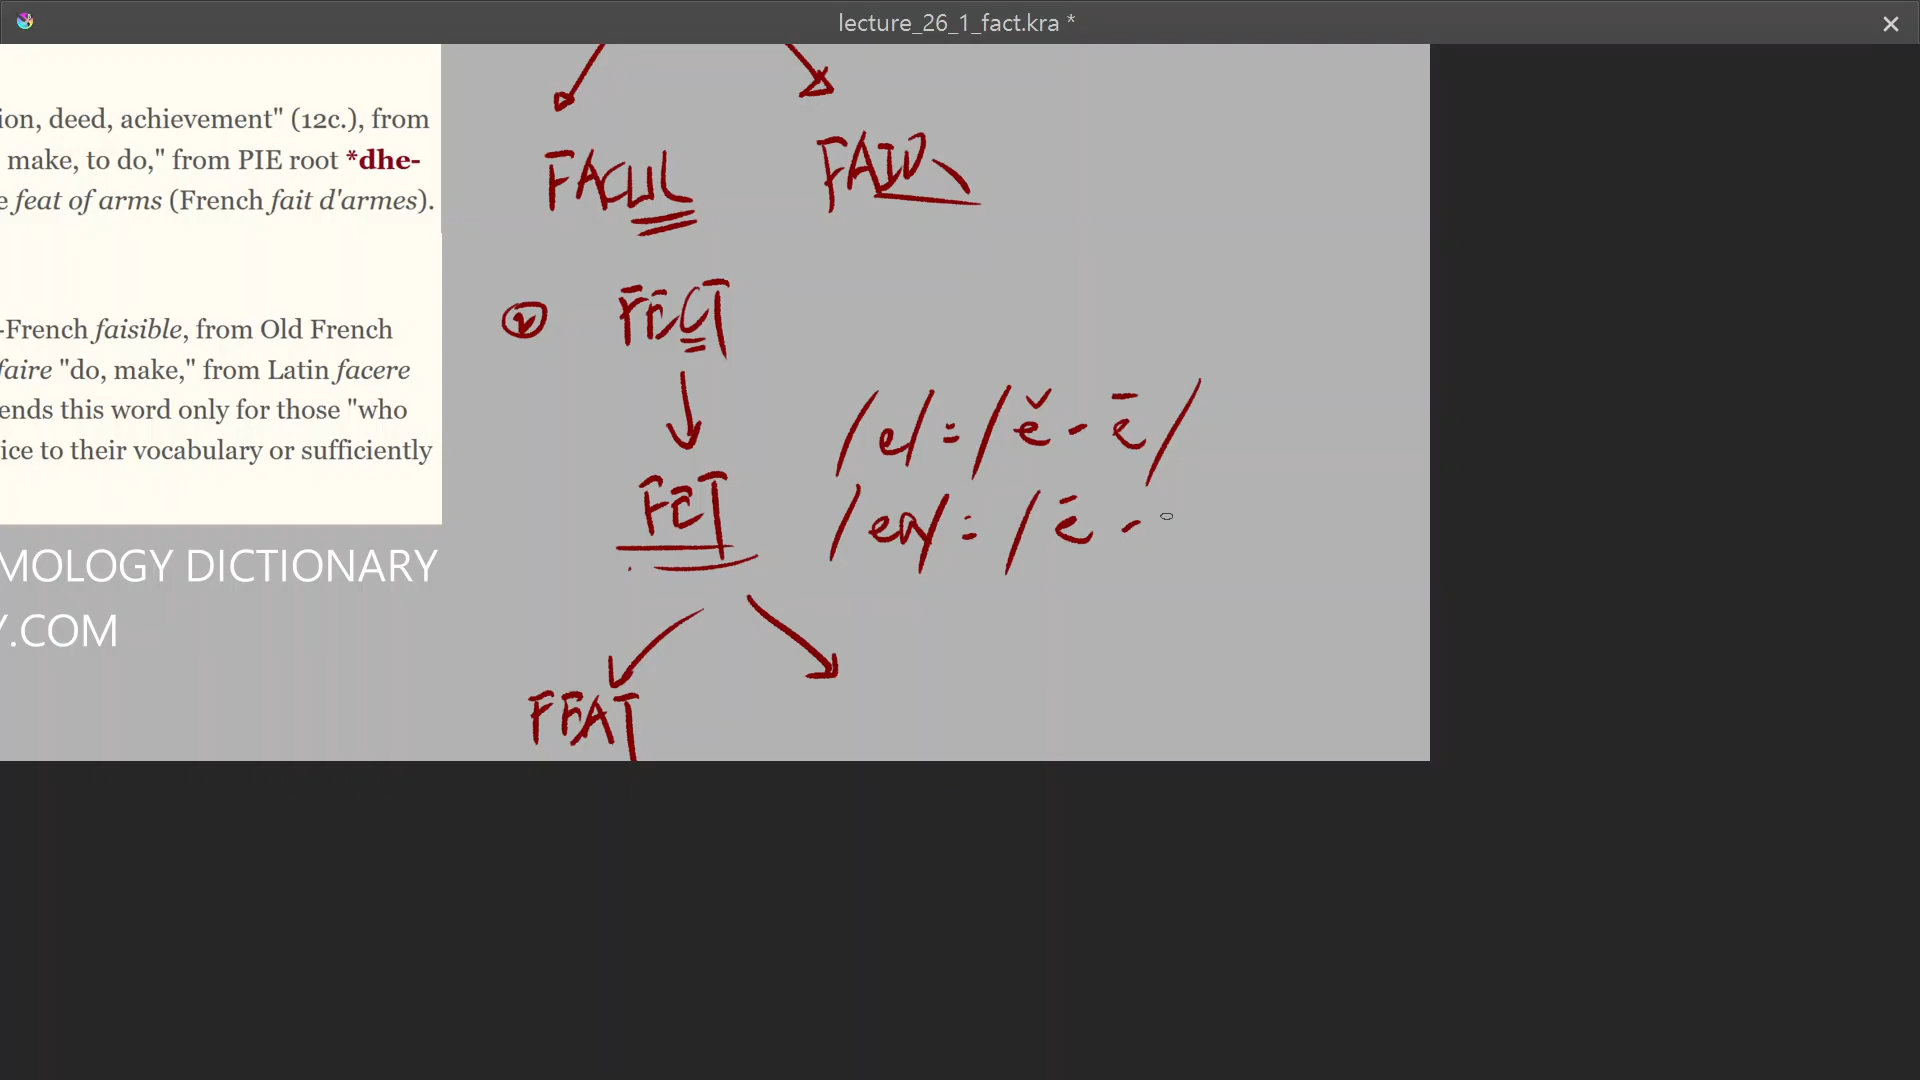 lecture_26_1_fact.kra *
ion, deed, achievement" (12c.), from
make, to do," from PIE root *dhe-
e feat of arms (French fait d'armes).
-French faisible, from Old French
faire "do, make," from Latin facere
ends this word only for those "who
ice to their vocabulary or sufficiently
MOLOGY DICTIONARY
Y.COM
FACUL
FECT
FET
/e/ = /ĕ - ē/
/ea/ = /ē -
FEAT